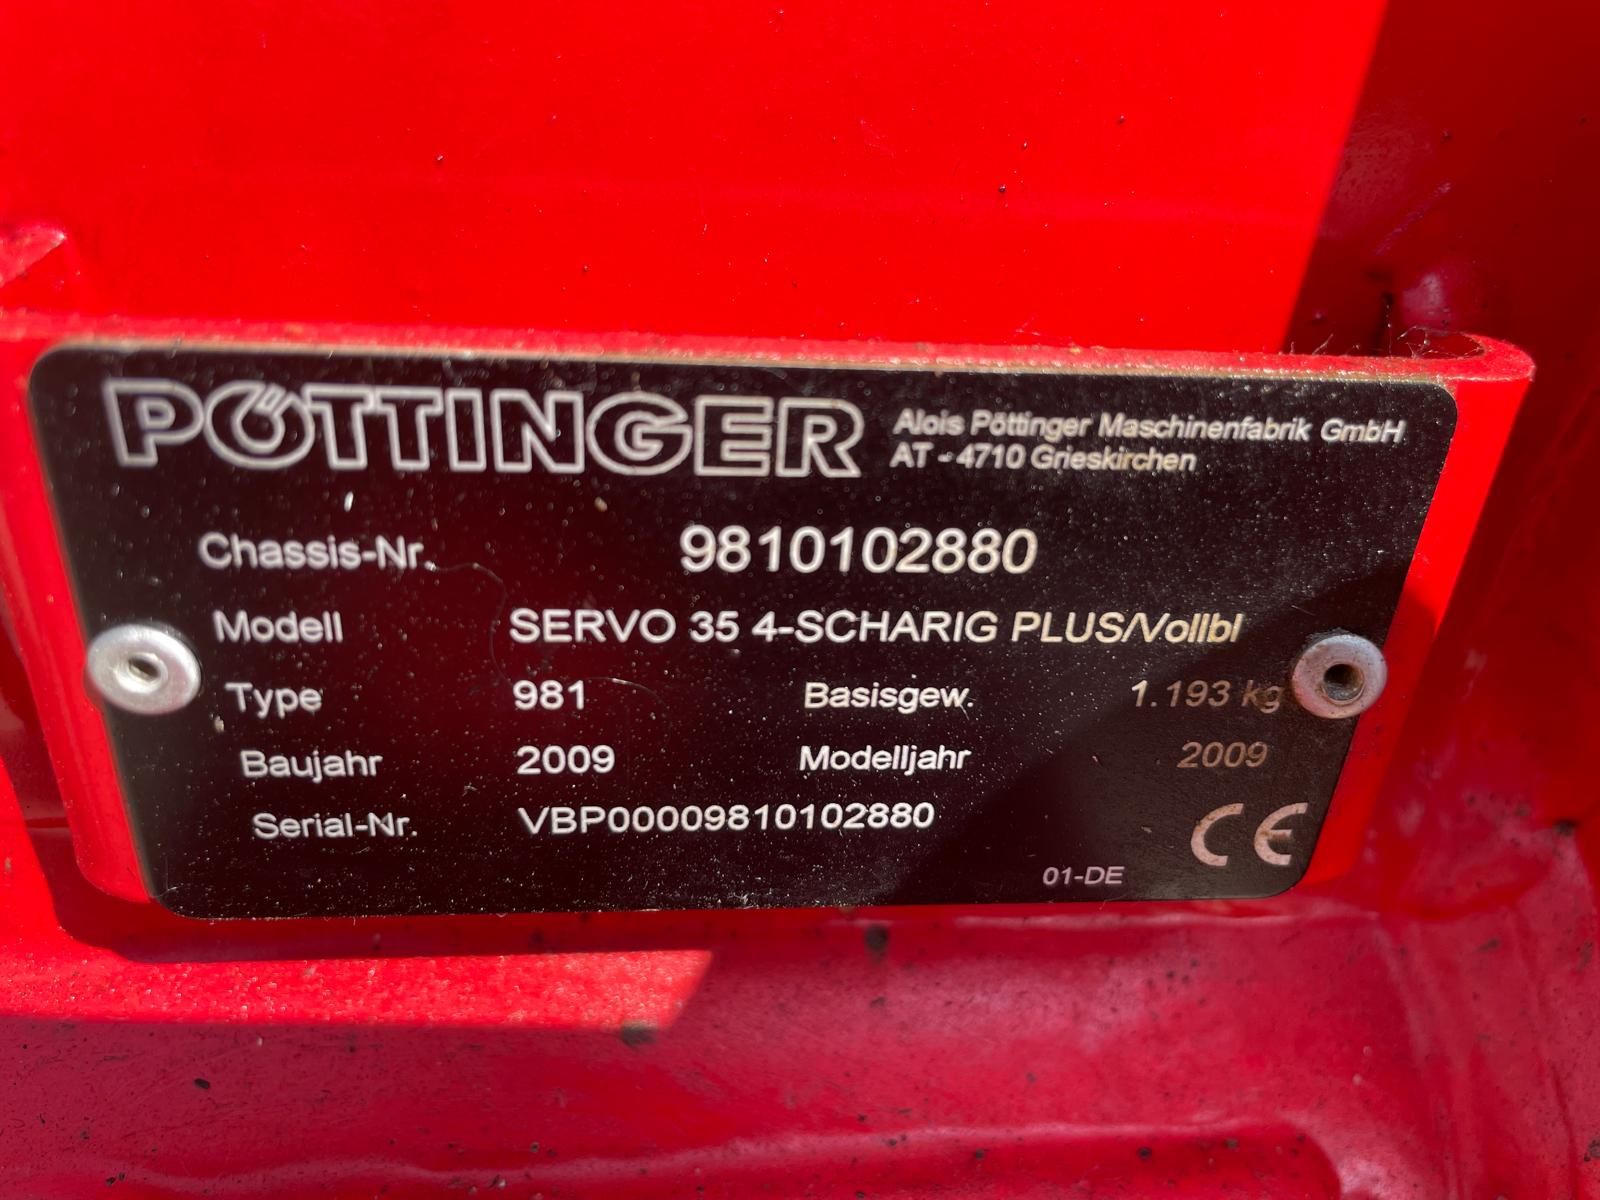 PÖTTINGER
Alois Pöttinger Maschinenfabrik GmbH
AT - 4710 Grieskirchen
Chassis-Nr. 9810102880
Modell SERVO 35 4-SCHARIG PLUS/Vollbl
Type 981 Basisgew. 1.193 kg
Baujahr 2009 Modelljahr 2009
Serial-Nr. VBP00009810102880
CE
01-DE